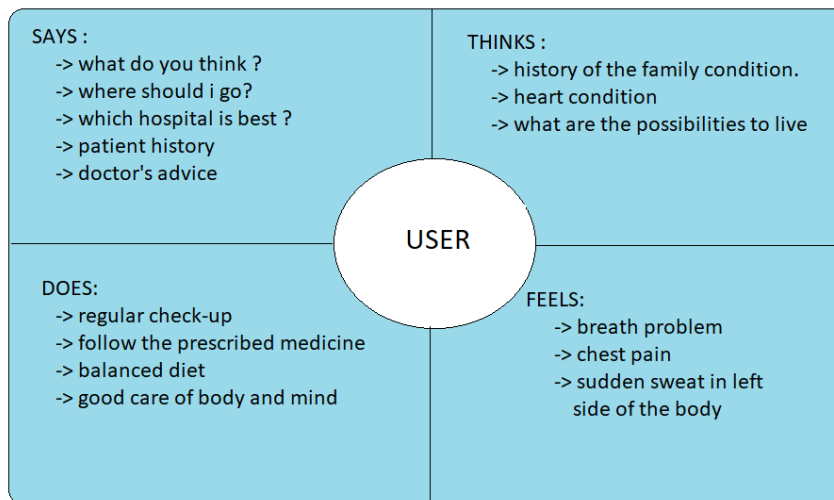 SAYS :
-> what do you think ?
-> where should i go?
-> which hospital is best ?
-> patient history
-> doctor's advice
THINKS :
-> history of the family condition.
-> heart condition
-> what are the possibilities to live
USER
DOES:
-> regular check-up
-> follow the prescribed medicine
-> balanced diet
-> good care of body and mind
FEELS:
-> breath problem
-> chest pain
-> sudden sweat in left
side of the body